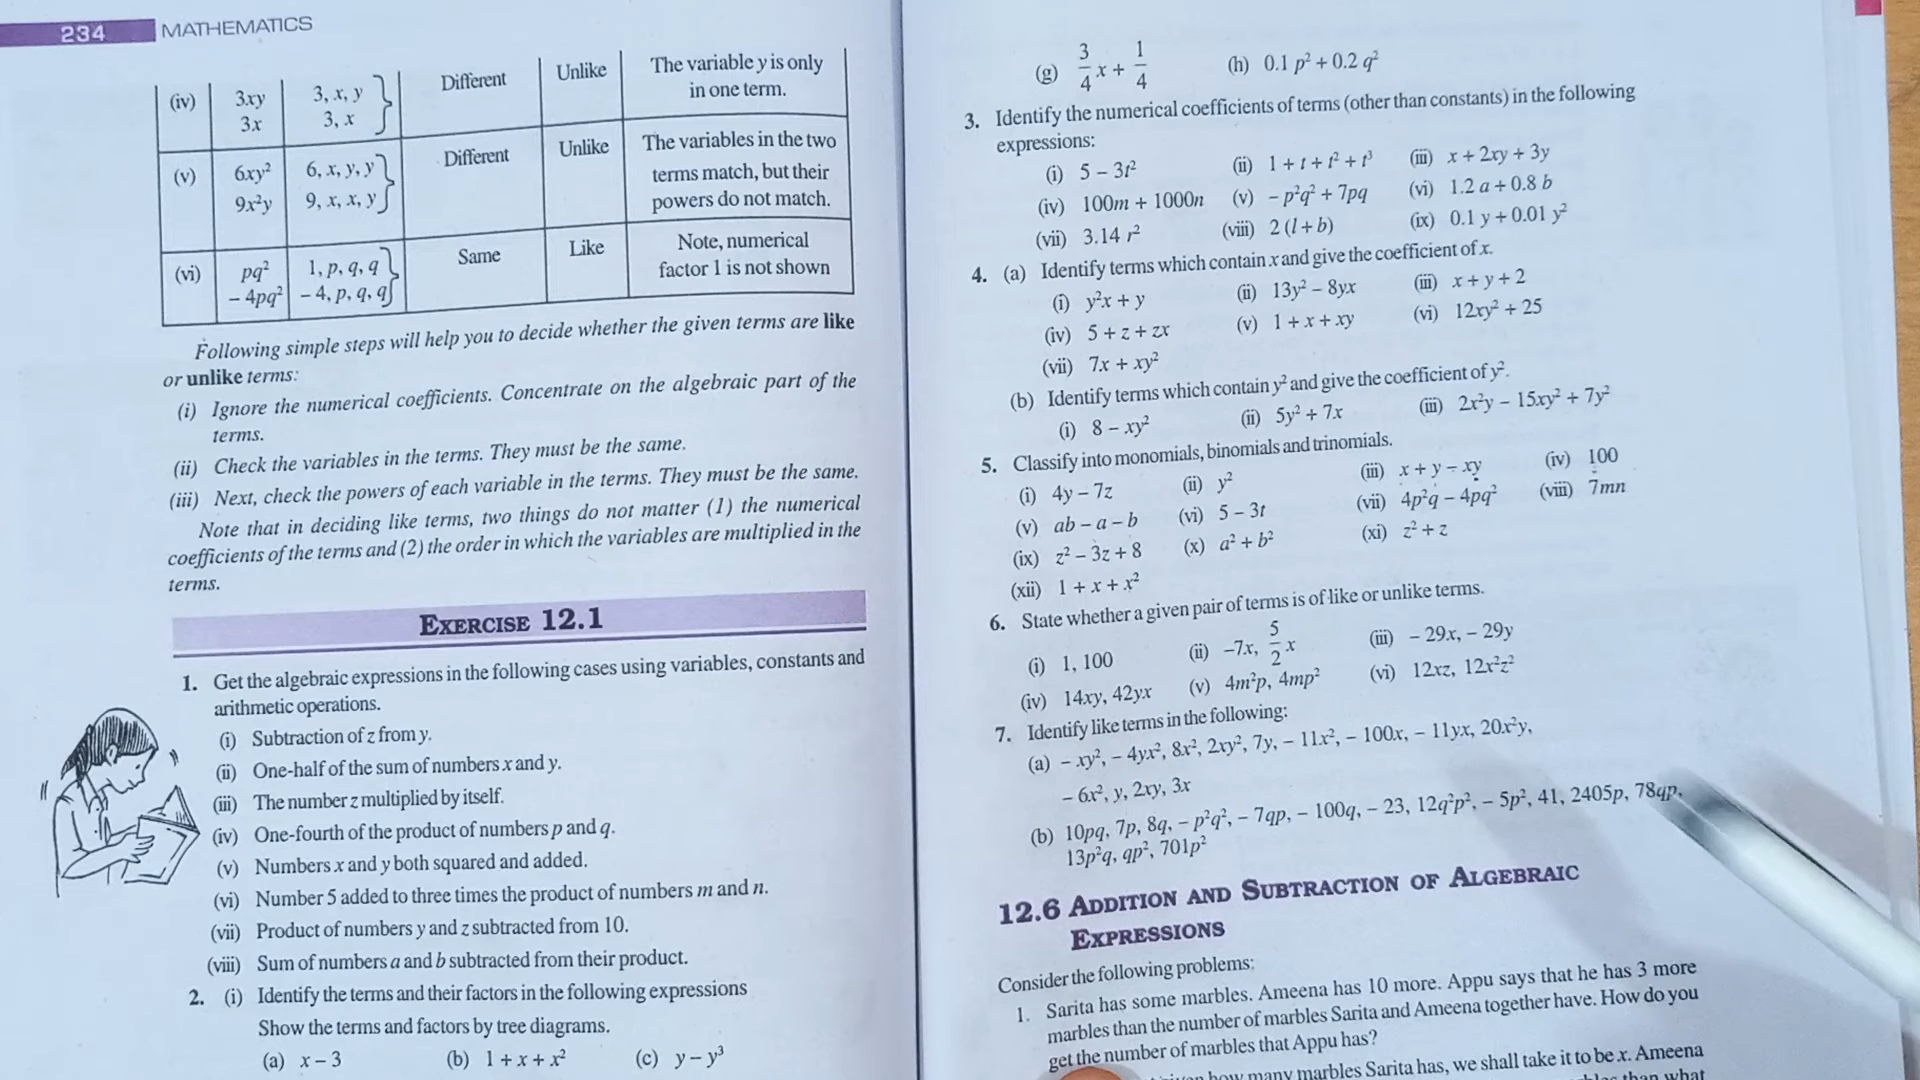 234 MATHEMATICS
(iv) 3xy 3, x, y Different Unlike The variable y is only
3x 3, x in one term.
(v) 6xy² 6, x, y, y Different Unlike The variables in the two
9x²y 9, x, x, y terms match, but their
powers do not match.
(vi) pq² 1, p, q, q Same Like Note, numerical
– 4pq² – 4, p, q, q factor 1 is not shown
Following simple steps will help you to decide whether the given terms are like
or unlike terms:
(i) Ignore the numerical coefficients. Concentrate on the algebraic part of the
terms.
(ii) Check the variables in the terms. They must be the same.
(iii) Next, check the powers of each variable in the terms. They must be the same.
Note that in deciding like terms, two things do not matter (1) the numerical
coefficients of the terms and (2) the order in which the variables are multiplied in the
terms.
EXERCISE 12.1
1. Get the algebraic expressions in the following cases using variables, constants and
arithmetic operations.
(i) Subtraction of z from y.
(ii) One-half of the sum of numbers x and y.
(iii) The number z multiplied by itself.
(iv) One-fourth of the product of numbers p and q.
(v) Numbers x and y both squared and added.
(vi) Number 5 added to three times the product of numbers m and n.
(vii) Product of numbers y and z subtracted from 10.
(viii) Sum of numbers a and b subtracted from their product.
2. (i) Identify the terms and their factors in the following expressions
Show the terms and factors by tree diagrams.
(a) x – 3 (b) 1 + x + x² (c) y – y³
(g) 3/4 x + 1/4 (h) 0.1 p² + 0.2 q²
3. Identify the numerical coefficients of terms (other than constants) in the following
expressions:
(i) 5 – 3t² (ii) 1 + t + t² + t³ (iii) x + 2xy + 3y
(iv) 100m + 1000n (v) – p²q² + 7pq (vi) 1.2 a + 0.8 b
(vii) 3.14 r² (viii) 2 (l + b) (ix) 0.1 y + 0.01 y²
4. (a) Identify terms which contain x and give the coefficient of x.
(i) y²x + y (ii) 13y² – 8yx (iii) x + y + 2
(iv) 5 + z + zx (v) 1 + x + xy (vi) 12xy² + 25
(vii) 7x + xy²
(b) Identify terms which contain y² and give the coefficient of y².
(i) 8 – xy² (ii) 5y² + 7x (iii) 2x²y – 15xy² + 7y²
5. Classify into monomials, binomials and trinomials.
(i) 4y – 7z (ii) y² (iii) x + y – xy (iv) 100
(v) ab – a – b (vi) 5 – 3t (vii) 4p²q – 4pq² (viii) 7mn
(ix) z² – 3z + 8 (x) a² + b² (xi) z² + z
(xii) 1 + x + x²
6. State whether a given pair of terms is of like or unlike terms.
(i) 1, 100 (ii) –7x, 5/2 x (iii) – 29x, – 29y
(iv) 14xy, 42yx (v) 4m²p, 4mp² (vi) 12xz, 12x²z²
7. Identify like terms in the following:
(a) – xy², – 4yx², 8x², 2xy², 7y, – 11x², – 100x, – 11yx, 20x²y,
– 6x², y, 2xy, 3x
(b) 10pq, 7p, 8q, – p²q², – 7qp, – 100q, – 23, 12q²p², – 5p², 41, 2405p, 78qp,
13p²q, qp², 701p²
12.6 ADDITION AND SUBTRACTION OF ALGEBRAIC
EXPRESSIONS
Consider the following problems:
1. Sarita has some marbles. Ameena has 10 more. Appu says that he has 3 more
marbles than the number of marbles Sarita and Ameena together have. How do you
get the number of marbles that Appu has?
how many marbles Sarita has, we shall take it to be x. Ameena
than what